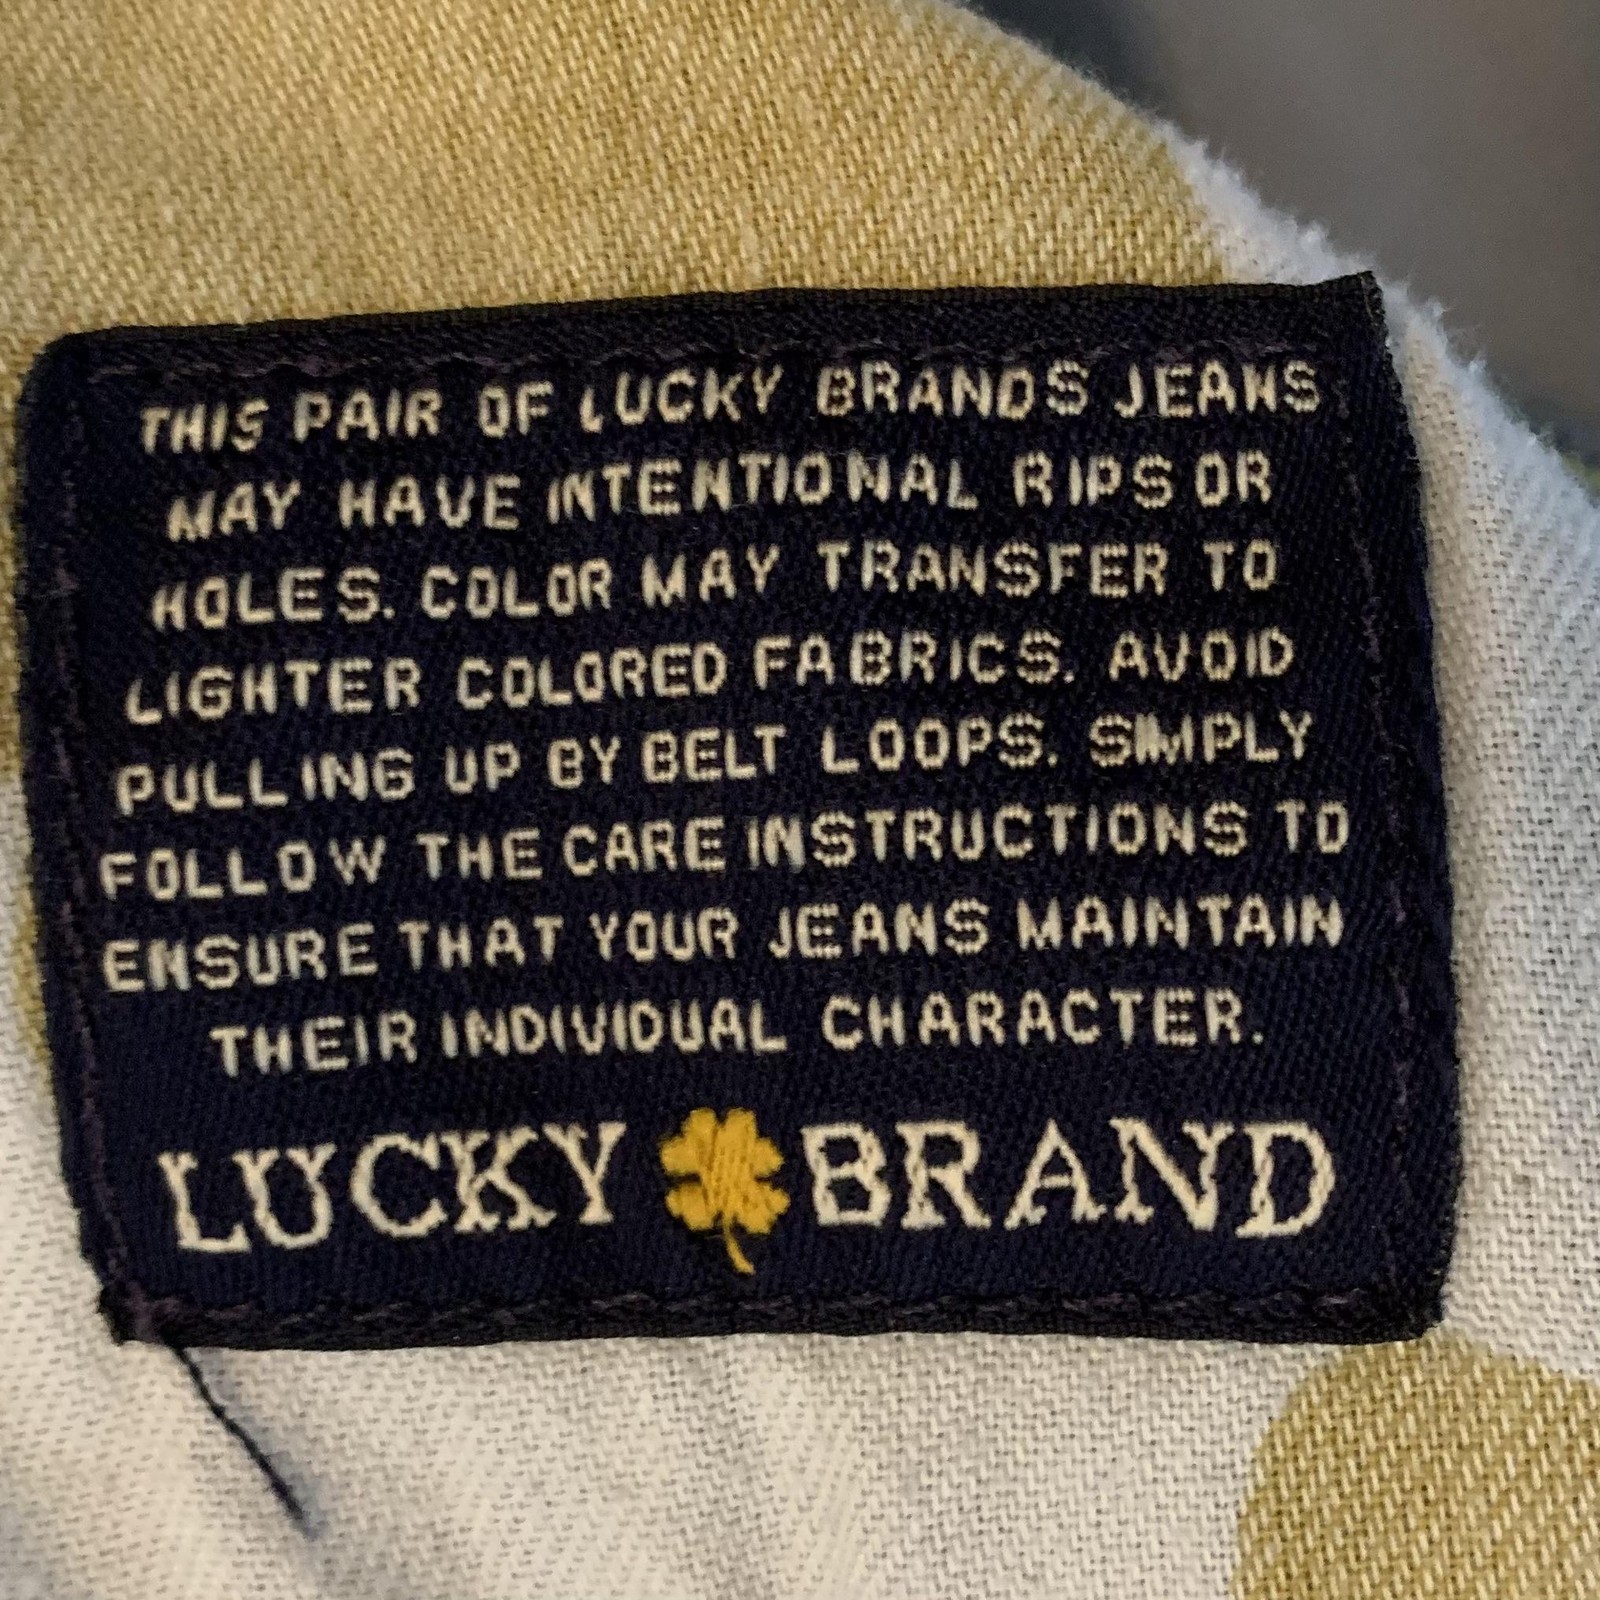 THIS PAIR OF LUCKY BRANDS JEANS
MAY HAVE INTENTIONAL RIPS OR
HOLES. COLOR MAY TRANSFER TO
LIGHTER COLORED FABRICS. AVOID
PULLING UP BY BELT LOOPS. SIMPLY
FOLLOW THE CARE INSTRUCTIONS TO
ENSURE THAT YOUR JEANS MAINTAIN
THEIR INDIVIDUAL CHARACTER.
LUCKY BRAND